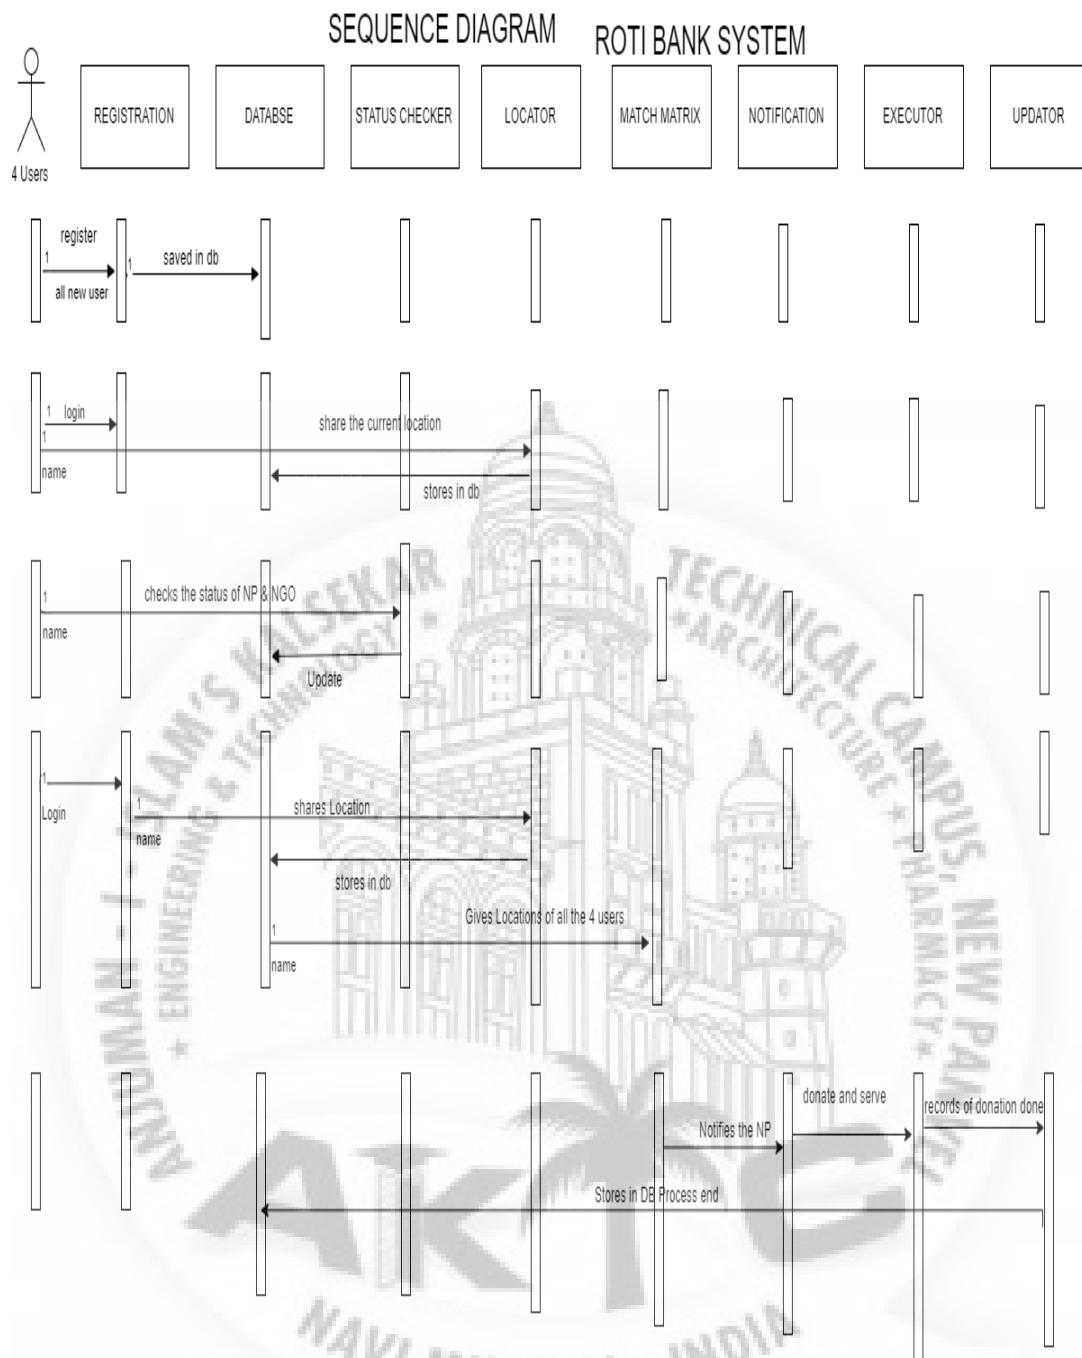 SEQUENCE DIAGRAM
ROTI BANK SYSTEM
4 Users
REGISTRATION
DATABSE
STATUS CHECKER
LOCATOR
MATCH MATRIX
NOTIFICATION
EXECUTOR
UPDATOR
register
1
all new user
1
saved in db
1
login
share the current location
1
name
stores in db
checks the status of NP & NGO
1
name
Update
1
Login
1
name
shares Location
stores in db
Gives Locations of all the 4 users
1
name
donate and serve
records of donation done
Notifies the NP
Stores in DB Process end
ANJUMAN - I - ISLAM'S KALSEKAR TECHNICAL CAMPUS, NEW PANVEL
ENGINEERING & TECHNOLOGY * ARCHITECTURE * PHARMACY *
AKTC
INDIA